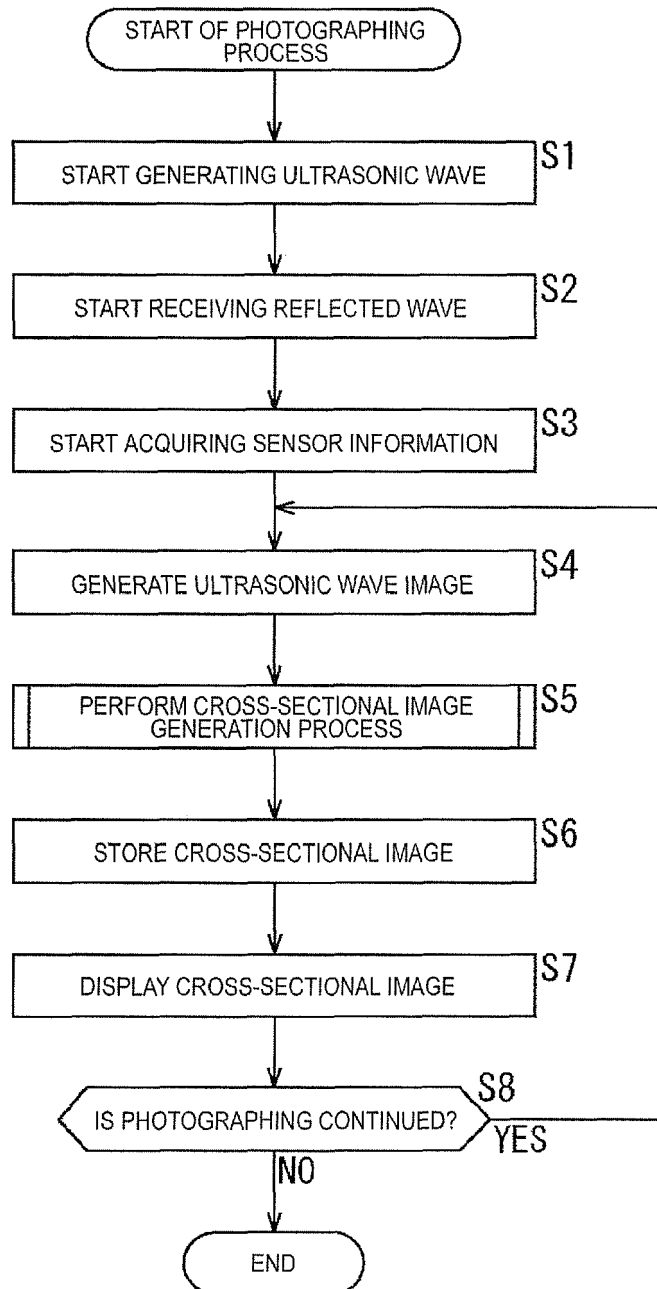 START OF PHOTOGRAPHING
PROCESS
S1
START GENERATING ULTRASONIC WAVE
S2
START RECEIVING REFLECTED WAVE
S3
START ACQUIRING SENSOR INFORMATION
S4
GENERATE ULTRASONIC WAVE IMAGE
S5
PERFORM CROSS-SECTIONAL IMAGE
GENERATION PROCESS
S6
STORE CROSS-SECTIONAL IMAGE
S7
DISPLAY CROSS-SECTIONAL IMAGE
S8
IS PHOTOGRAPHING CONTINUED?
YES
NO
END